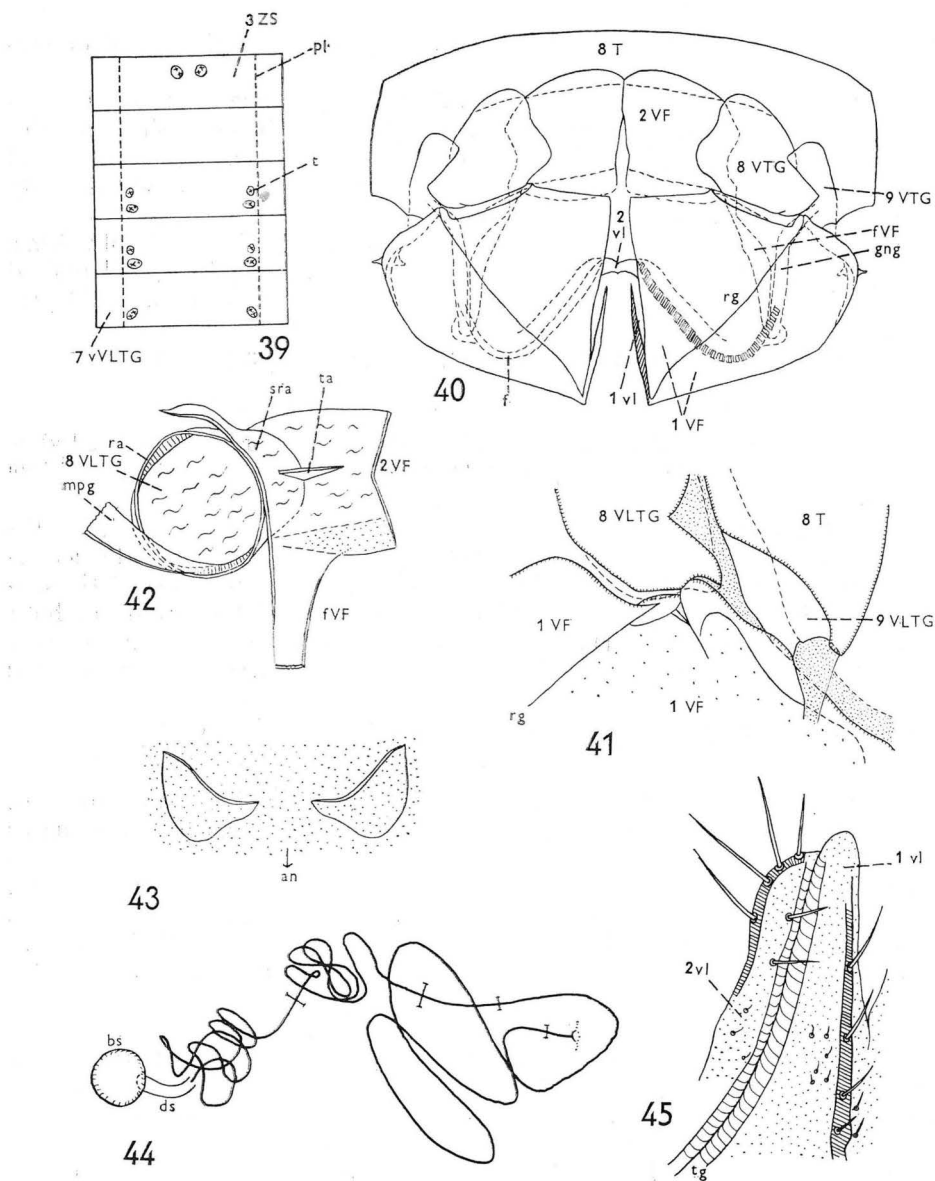 3 ZS
pl
t
7 vVLTG
39
8 T
2 VF
8 VTG
9 VTG
fVF
gng
2 vl
rg
f
1 vl
1 VF
40
sra
ta
ra
8 VLTG
mpg
2 VF
fVF
42
8 VLTG
8 T
9 VLTG
1 VF
1 VF
rg
41
an
43
bs
ds
44
1 vl
2 vl
tg
45